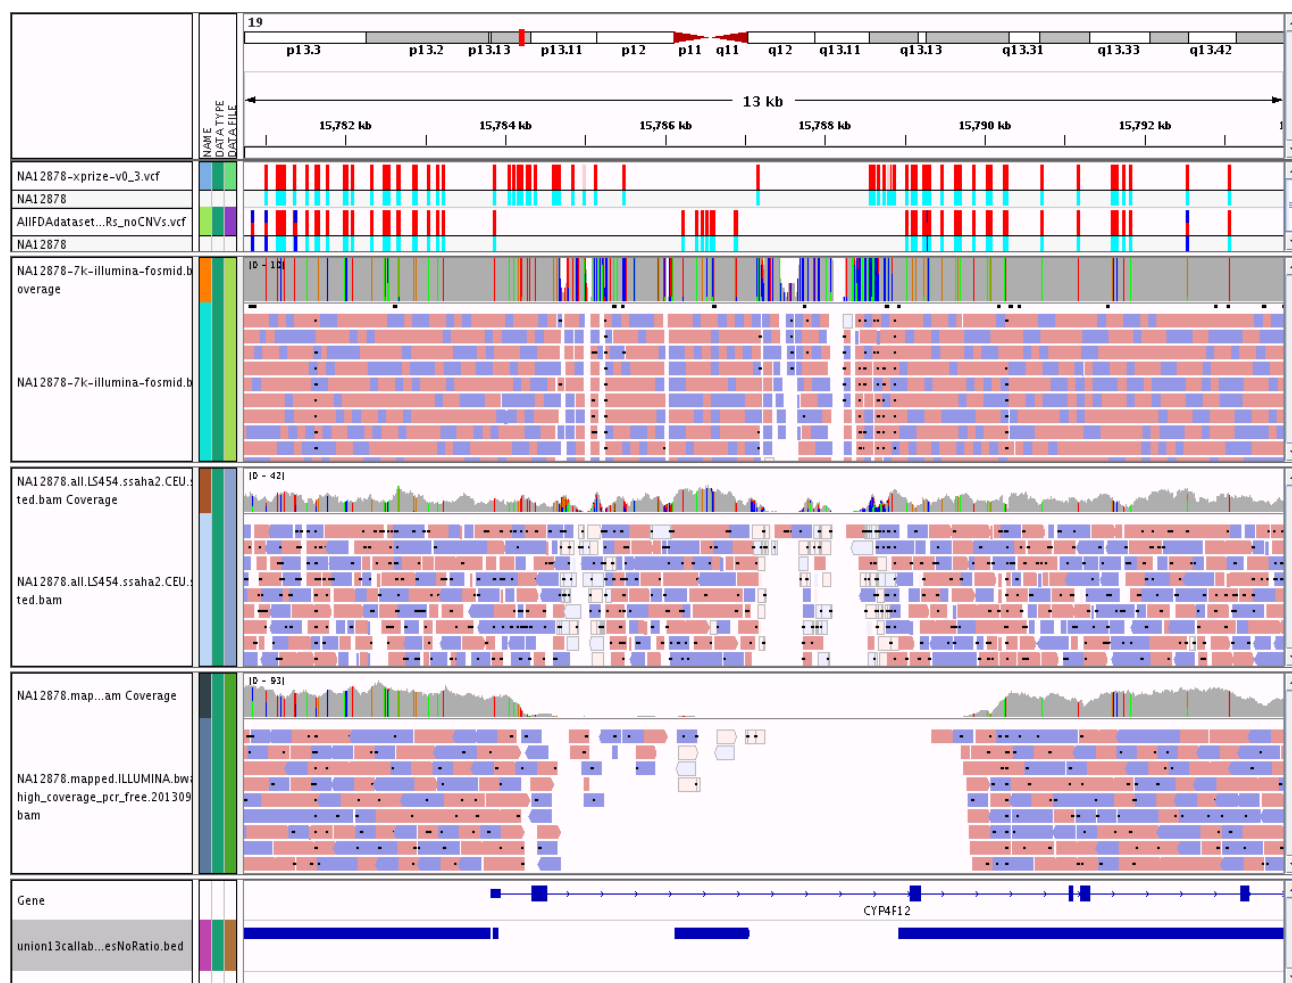 19
p13.3 p13.2 p13.13 p13.11 p12 p11 q11 q12 q13.11 q13.13 q13.31 q13.33 q13.42
13 kb
15,782 kb 15,784 kb 15,786 kb 15,788 kb 15,790 kb 15,792 kb 1
NAME
DATA TYPE
DATA FILE
NA12878-xprize-v0_3.vcf
NA12878
AllFDAdataset...Rs_noCNVs.vcf
NA12878
NA12878-7k-illumina-fosmid.b
overage
[0 - 10]
NA12878-7k-illumina-fosmid.b
NA12878.all.LS454.ssaha2.CEU.s
ted.bam Coverage
[0 - 42]
NA12878.all.LS454.ssaha2.CEU.s
ted.bam
NA12878.map...am Coverage
[0 - 93]
NA12878.mapped.ILLUMINA.bwa
high_coverage_pcr_free.201309
bam
Gene
CYP4F12
union13callab...esNoRatio.bed